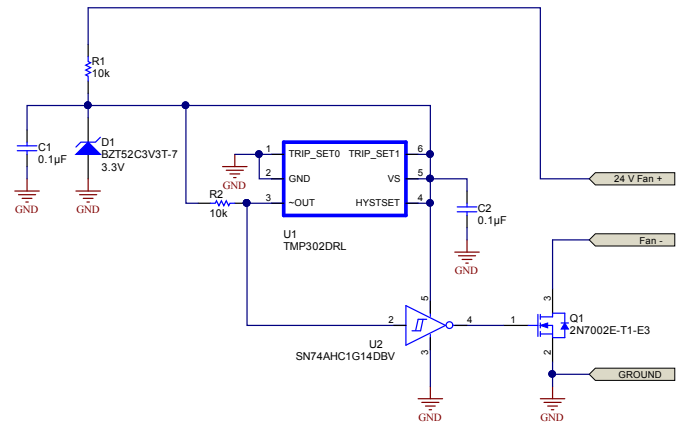 R1
10k
C1
0.1µF
D1
BZT52C3V3T-7
3.3V
GND
GND
1
TRIP_SET0
TRIP_SET1
6
2
GND
VS
5
3
~OUT
HYSTSET
4
GND
R2
10k
U1
TMP302DRL
C2
0.1µF
GND
24 V Fan +
Fan -
5
2
4
3
U2
SN74AHC1G14DBV
GND
3
1
2
Q1
2N7002E-T1-E3
GROUND
GND